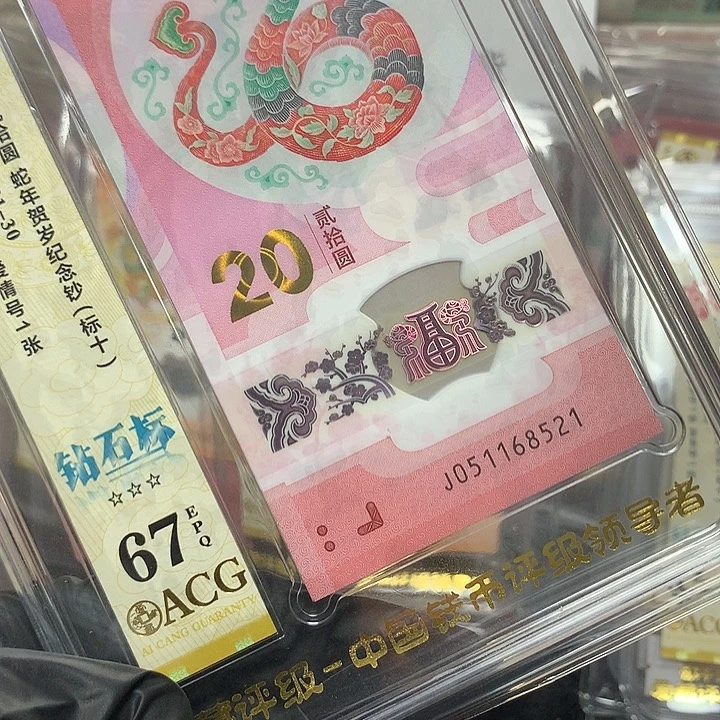 贰拾圆
20
福
J051168521
拾圆 蛇年贺岁纪念钞(标十)
爱情号1张
钻石标
☆☆☆
67
EPQ
ACG
AI CANG GUARANTY
评级-中国钱币评级领导者